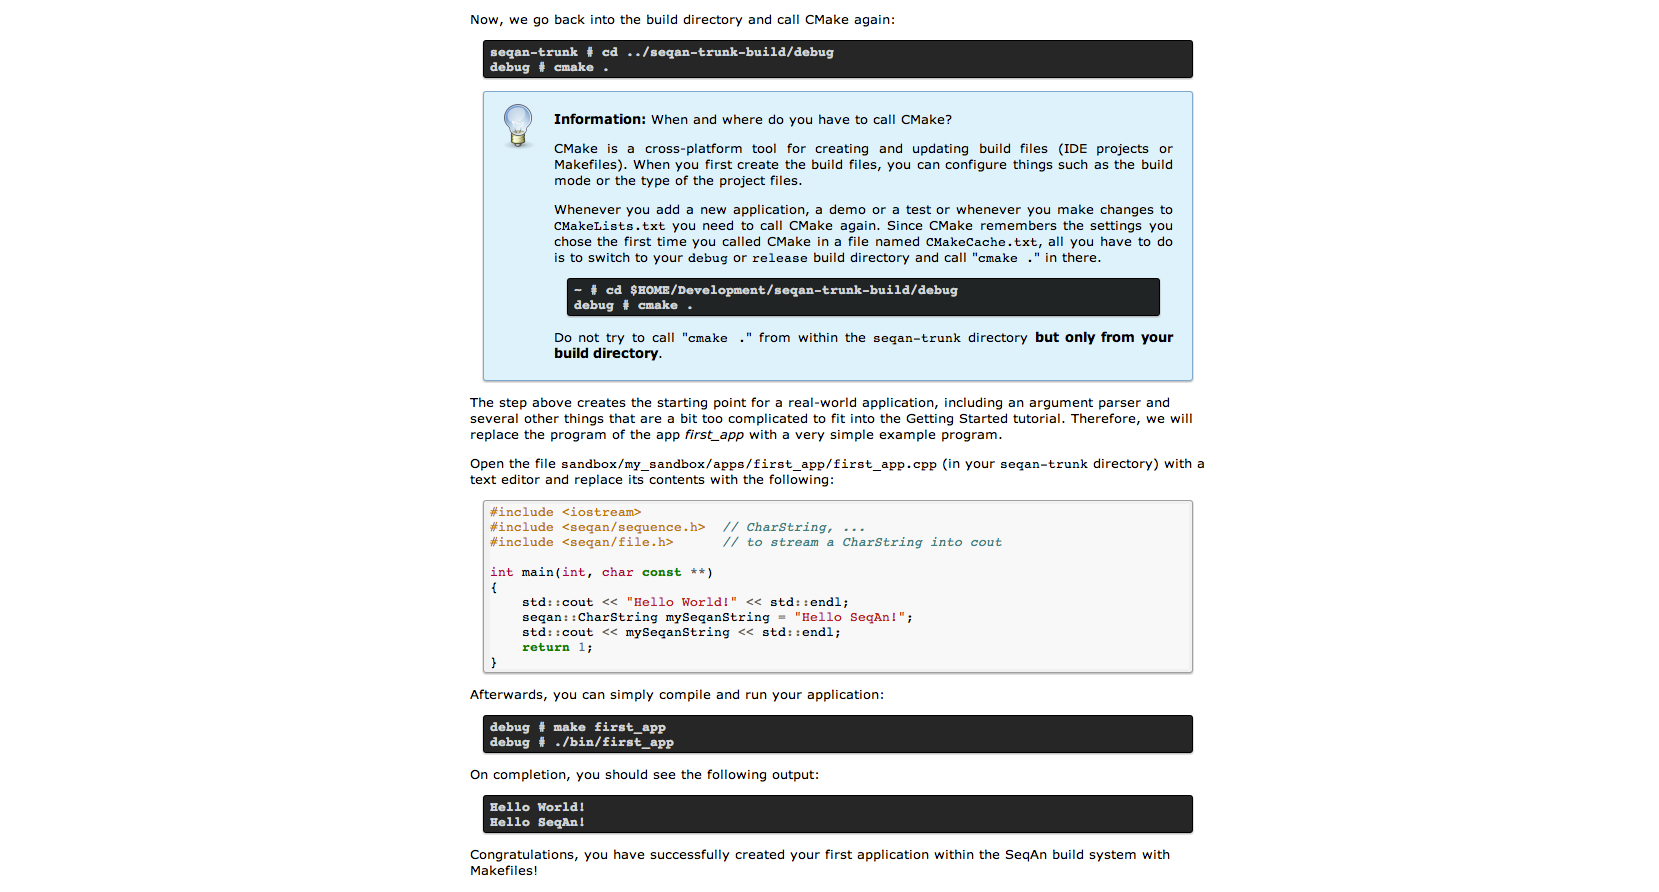 Now, we go back into the build directory and call CMake again:
seqan-trunk # cd ../seqan-trunk-build/debug
debug # cmake .
Information: When and where do you have to call CMake?
CMake is a cross-platform tool for creating and updating build files (IDE projects or
Makefiles). When you first create the build files, you can configure things such as the build
mode or the type of the project files.
Whenever you add a new application, a demo or a test or whenever you make changes to
CMakeLists.txt you need to call CMake again. Since CMake remembers the settings you
chose the first time you called CMake in a file named CMakeCache.txt, all you have to do
is to switch to your debug or release build directory and call "cmake ." in there.
~ # cd $HOME/Development/seqan-trunk-build/debug
debug # cmake .
Do not try to call "cmake ." from within the seqan-trunk directory but only from your
build directory.
The step above creates the starting point for a real-world application, including an argument parser and
several other things that are a bit too complicated to fit into the Getting Started tutorial. Therefore, we will
replace the program of the app first_app with a very simple example program.
Open the file sandbox/my_sandbox/apps/first_app/first_app.cpp (in your seqan-trunk directory) with a
text editor and replace its contents with the following:
#include <iostream>
#include <seqan/sequence.h>  // CharString, ...
#include <seqan/file.h>      // to stream a CharString into cout
int main(int, char const **)
{
    std::cout << "Hello World!" << std::endl;
    seqan::CharString mySeqanString = "Hello SeqAn!";
    std::cout << mySeqanString << std::endl;
    return 1;
}
Afterwards, you can simply compile and run your application:
debug # make first_app
debug # ./bin/first_app
On completion, you should see the following output:
Hello World!
Hello SeqAn!
Congratulations, you have successfully created your first application within the SeqAn build system with
Makefiles!